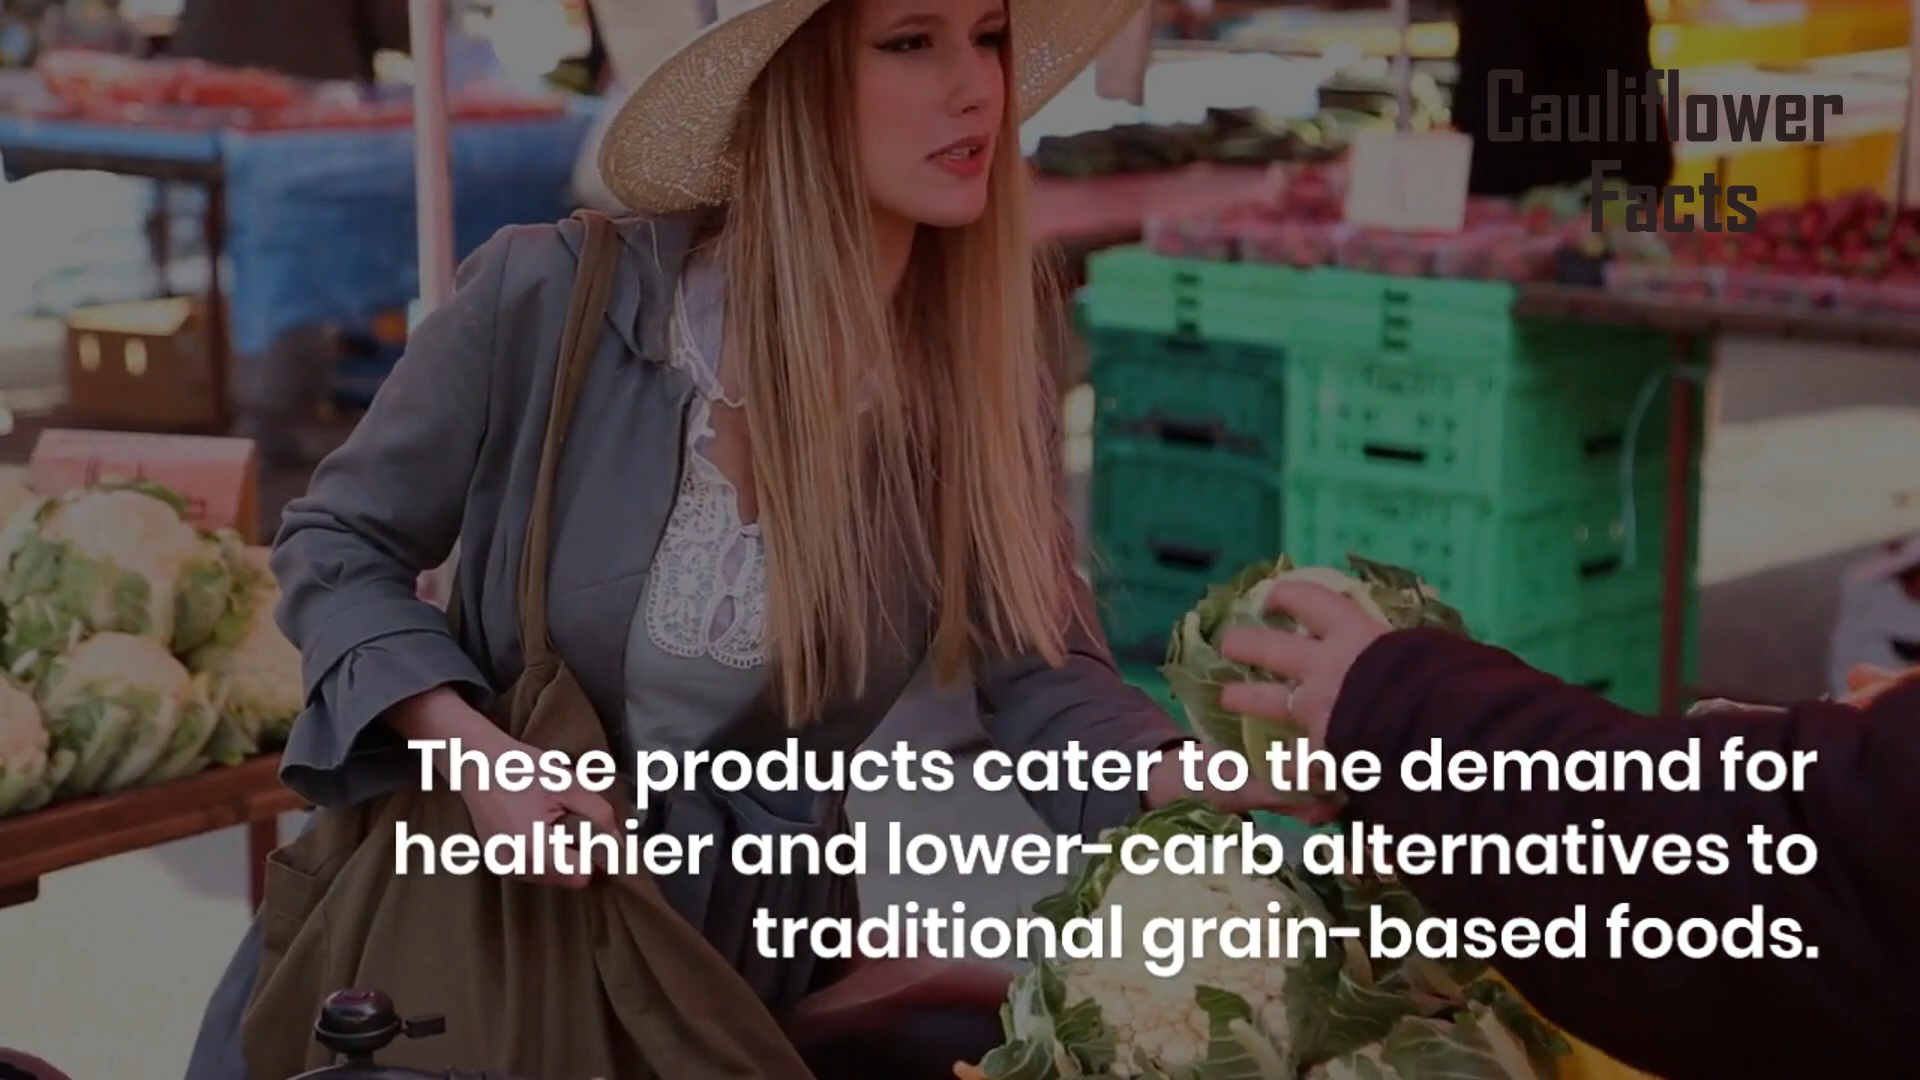 Cauliflower
Facts
These products cater to the demand for
healthier and lower-carb alternatives to
traditional grain-based foods.